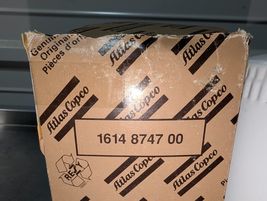 Genuine
Original
Pièces d'ori
Atlas Copco
Atlas Copco
Atlas Copco
1614 8747 00
Atlas Copco
RESY
Atlas Copco
Atlas Copco